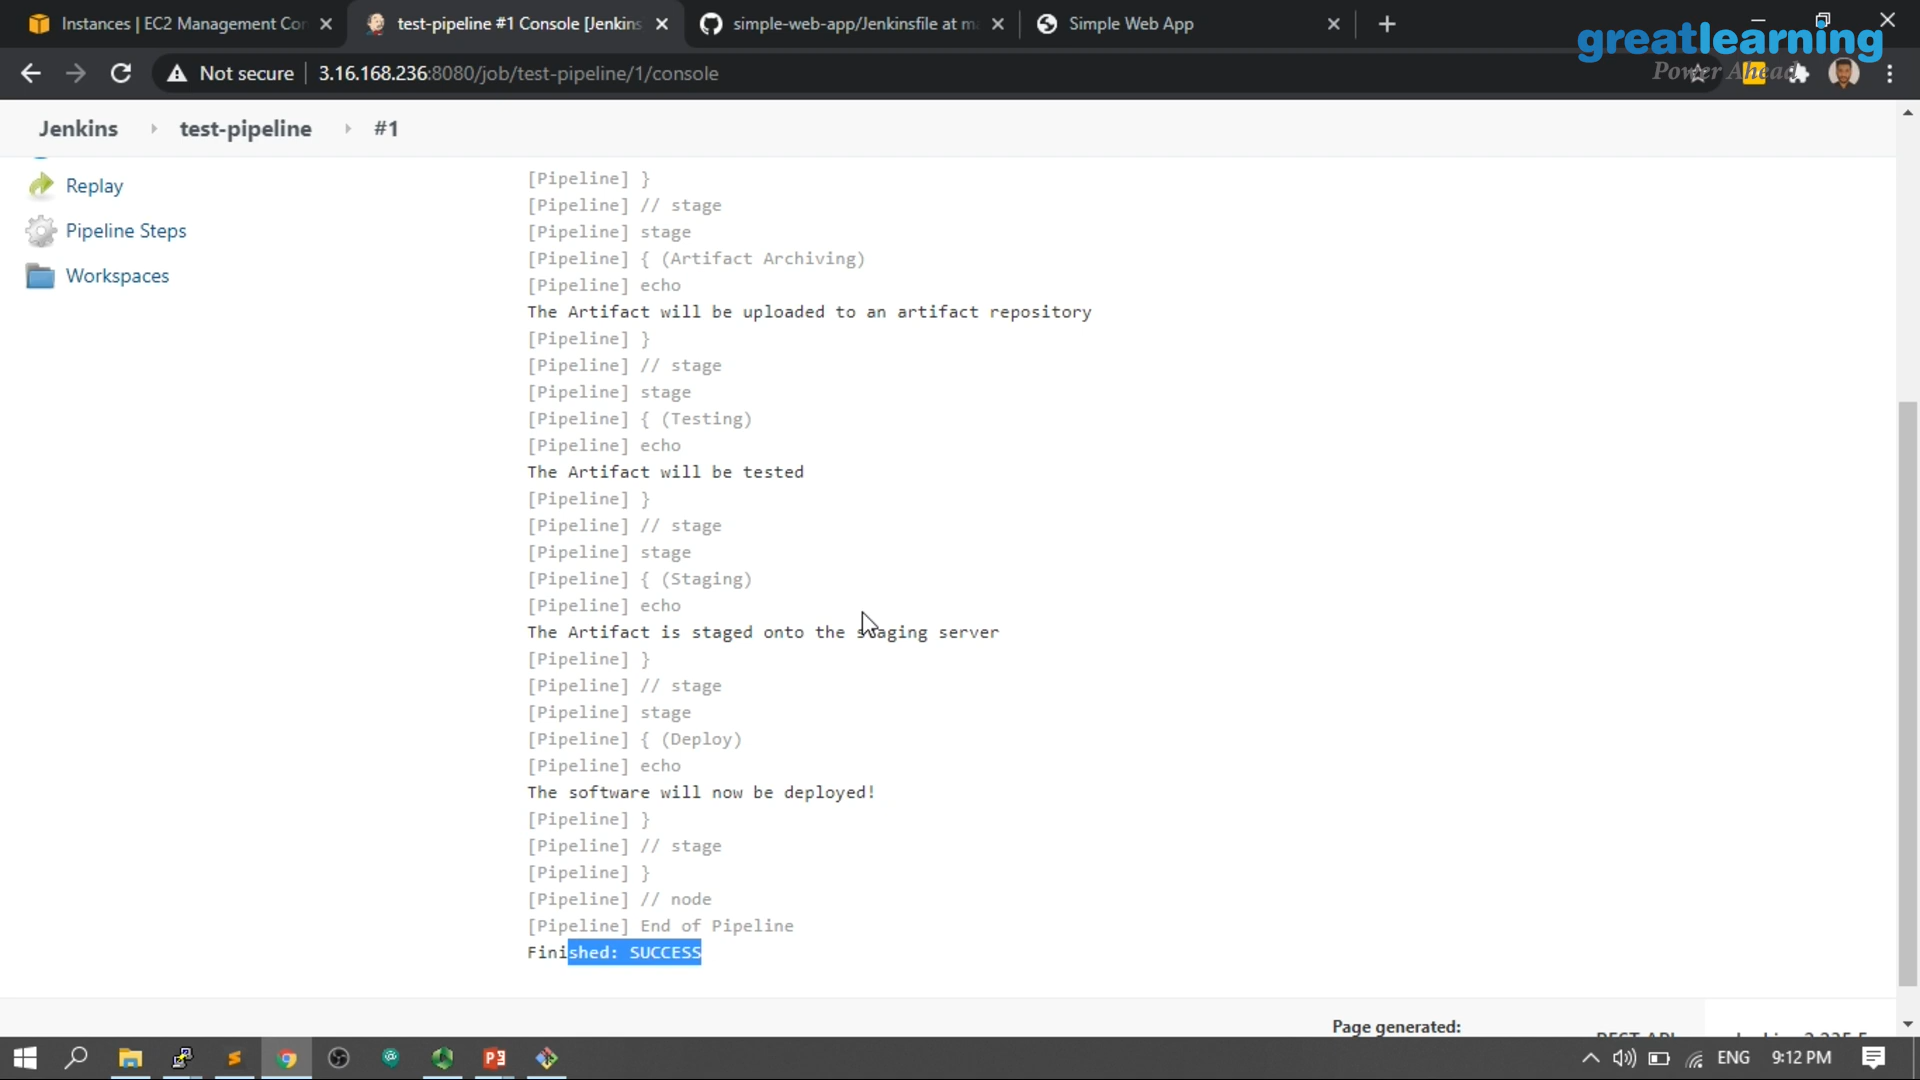 Instances | EC2 Management Con
test-pipeline #1 Console [Jenkins
simple-web-app/Jenkinsfile at ma
Simple Web App
greatlearning
Power Ahead
Not secure
3.16.168.236:8080/job/test-pipeline/1/console
Jenkins
test-pipeline
#1
Replay
Pipeline Steps
Workspaces
[Pipeline] }
[Pipeline] // stage
[Pipeline] stage
[Pipeline] { (Artifact Archiving)
[Pipeline] echo
The Artifact will be uploaded to an artifact repository
[Pipeline] }
[Pipeline] // stage
[Pipeline] stage
[Pipeline] { (Testing)
[Pipeline] echo
The Artifact will be tested
[Pipeline] }
[Pipeline] // stage
[Pipeline] stage
[Pipeline] { (Staging)
[Pipeline] echo
The Artifact is staged onto the staging server
[Pipeline] }
[Pipeline] // stage
[Pipeline] stage
[Pipeline] { (Deploy)
[Pipeline] echo
The software will now be deployed!
[Pipeline] }
[Pipeline] // stage
[Pipeline] }
[Pipeline] // node
[Pipeline] End of Pipeline
Finished: SUCCESS
Page generated:
REST API
ENG
9:12 PM